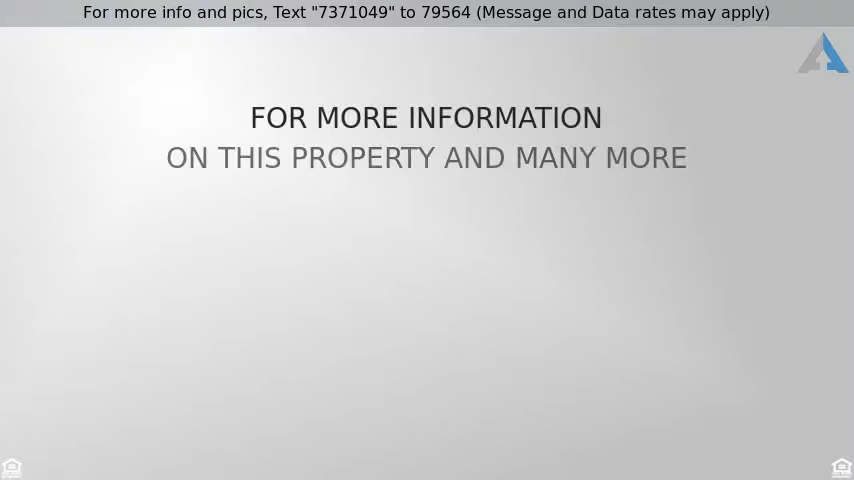 For more info and pics, Text "7371049" to 79564 (Message and Data rates may apply)
FOR MORE INFORMATION
ON THIS PROPERTY AND MANY MORE